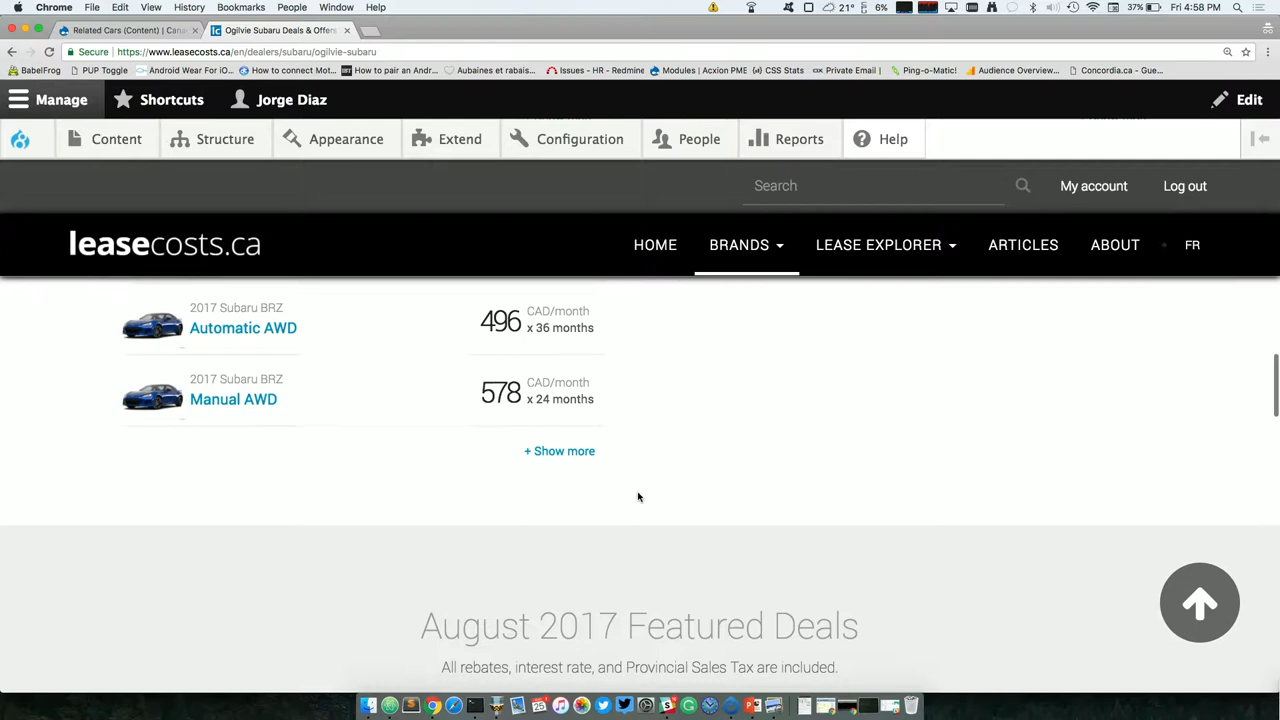 Chrome File Edit View History Bookmarks People Window Help 21° 6% 37% Fri 4:58 PM
Related Cars (Content) | Cana
Ogilvie Subaru Deals & Offers
Secure https://www.leasecosts.ca/en/dealers/subaru/ogilvie-subaru
BabelFrog PUP Toggle Android Wear For iO... How to connect Mot... How to pair an Andr... Aubaines et rabais... Issues - HR - Redmine Modules | Acxion PME CSS Stats Private Email | Ping-o-Matic! Audience Overview... Concordia.ca - Gue...
Manage Shortcuts Jorge Diaz Edit
Content Structure Appearance Extend Configuration People Reports Help
Search My account Log out
leasecosts.ca HOME BRANDS LEASE EXPLORER ARTICLES ABOUT FR
2017 Subaru BRZ
Automatic AWD
496 CAD/month
x 36 months
2017 Subaru BRZ
Manual AWD
578 CAD/month
x 24 months
+ Show more
August 2017 Featured Deals
All rebates, interest rate, and Provincial Sales Tax are included.